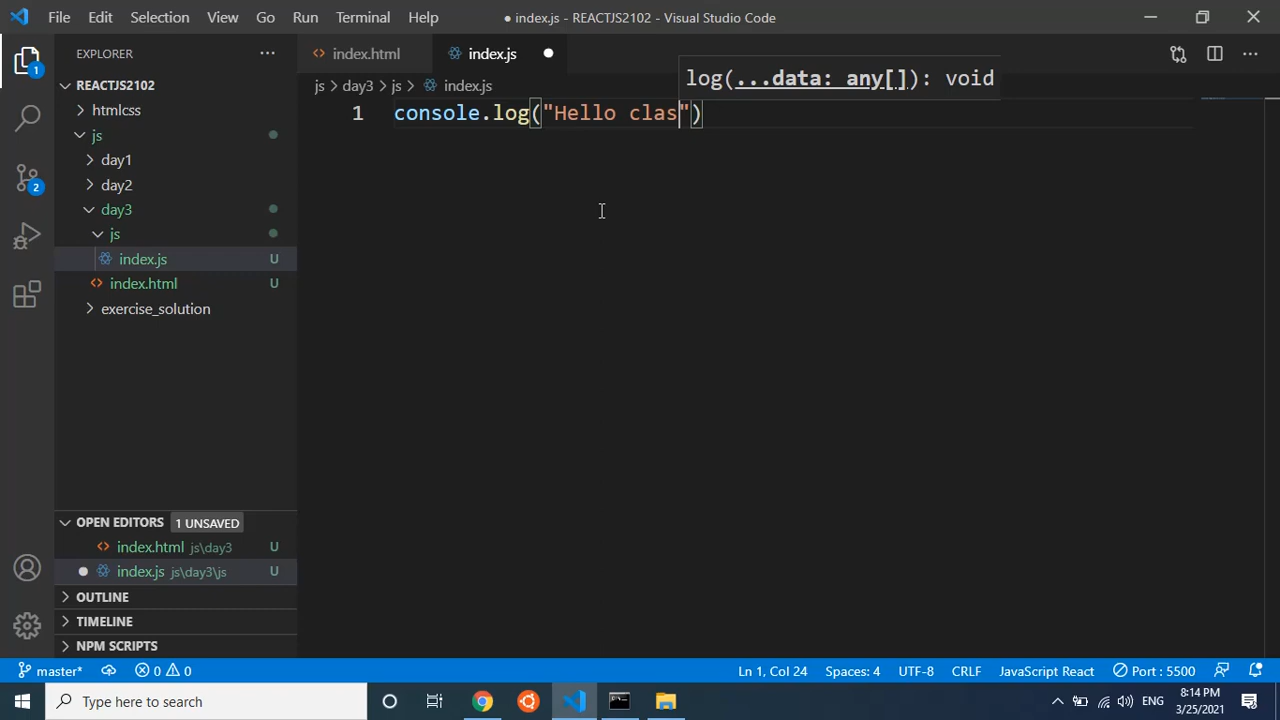 File Edit Selection View Go Run Terminal Help
● index.js - REACTJS2102 - Visual Studio Code
EXPLORER ...
1
2
REACTJS2102
htmlcss
js
day1
day2
day3
js
index.js U
index.html U
exercise_solution
OPEN EDITORS 1 UNSAVED
index.html js\day3 U
index.js js\day3\js U
OUTLINE
TIMELINE
NPM SCRIPTS
index.html
index.js
js > day3 > js > index.js
log(...data: any[]): void
1 console.log("Hello clas")
master* 0 0
Ln 1, Col 24 Spaces: 4 UTF-8 CRLF JavaScript React Port : 5500
Type here to search
ENG
8:14 PM
3/25/2021